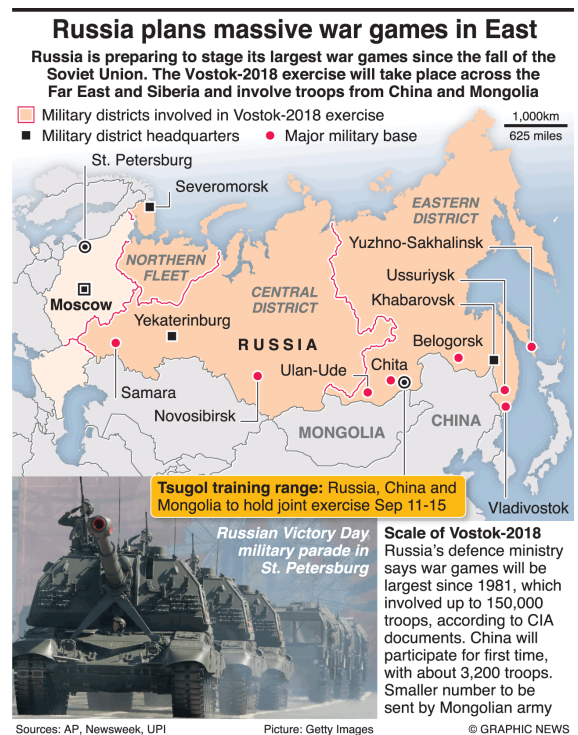 Russia plans massive war games in East
Russia is preparing to stage its largest war games since the fall of the
Soviet Union. The Vostok-2018 exercise will take place across the
Far East and Siberia and involve troops from China and Mongolia
Military districts involved in Vostok-2018 exercise
Military district headquarters
Major military base
1,000km
625 miles
St. Petersburg
Severomorsk
EASTERN
DISTRICT
Yuzhno-Sakhalinsk
NORTHERN
FLEET
Ussuriysk
CENTRAL
DISTRICT
Khabarovsk
Moscow
Yekaterinburg
RUSSIA
Belogorsk
Ulan-Ude
Chita
Samara
Novosibirsk
MONGOLIA
CHINA
Tsugol training range: Russia, China and
Mongolia to hold joint exercise Sep 11-15
Vladivostok
Russian Victory Day
military parade in
St. Petersburg
Scale of Vostok-2018
Russia’s defence ministry
says war games will be
largest since 1981, which
involved up to 150,000
troops, according to CIA
documents. China will
participate for first time,
with about 3,200 troops.
Smaller number to be
sent by Mongolian army
Sources: AP, Newsweek, UPI
Picture: Getty Images
© GRAPHIC NEWS